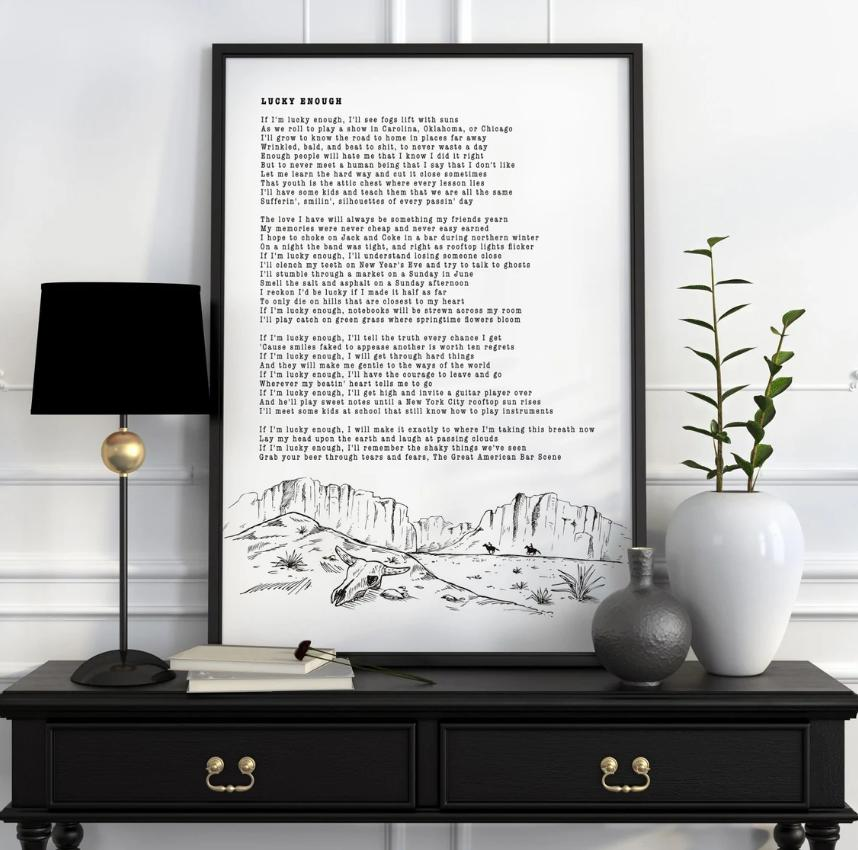 LUCKY ENOUGH
If I'm lucky enough, I'll see fogs lift with suns
As we roll to play a show in Carolina, Oklahoma, or Chicago
I'll grow to know the road to home in places far away
Wrinkled, bald, and beat to shit, to never waste a day
Enough people will hate me that I know I did it right
But to never meet a human being that I say that I don't like
Let me learn the hard way and cut it close sometimes
That youth is the attic chest where every lesson lies
I'll have some kids and teach them that we are all the same
Sufferin', smilin', silhouettes of every passin' day
The love I have will always be something my friends yearn
My memories were never cheap and never easy earned
I hope to choke on Jack and Coke in a bar during northern winter
On a night the band was tight, and right as rooftop lights flicker
If I'm lucky enough, I'll understand losing someone close
I'll clench my teeth on New Year's Eve and try to talk to ghosts
I'll stumble through a market on a Sunday in June
Smell the salt and asphalt on a Sunday afternoon
I reckon I'd be lucky if I made it half as far
To only die on hills that are closest to my heart
If I'm lucky enough, notebooks will be strewn across my room
I'll play catch on green grass where springtime flowers bloom
If I'm lucky enough, I'll tell the truth every chance I get
'Cause smiles faked to appease another is worth ten regrets
If I'm lucky enough, I will get through hard things
And they will make me gentle to the ways of the world
If I'm lucky enough, I'll have the courage to leave and go
Wherever my beatin' heart tells me to go
If I'm lucky enough, I'll get high and invite a guitar player over
And he'll play sweet notes until a New York City rooftop sun rises
I'll meet some kids at school that still know how to play instruments
If I'm lucky enough, I will make it exactly to where I'm taking this breath now
Lay my head upon the earth and laugh at passing clouds
If I'm lucky enough, I'll remember the shaky things we've seen
Grab your beer through tears and fears, The Great American Bar Scene